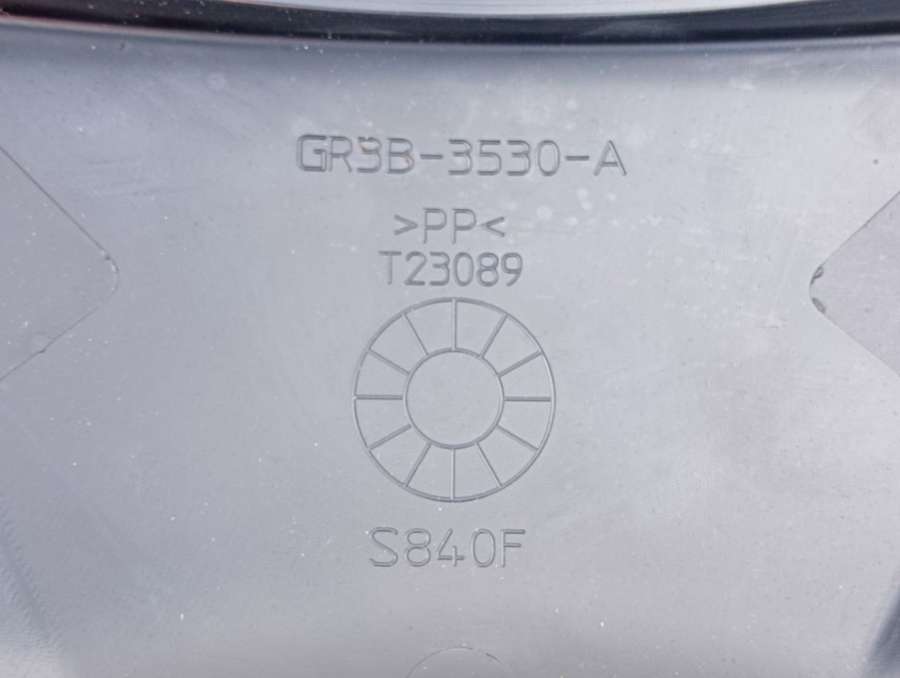 GR3B-3530-A
>PP<
T23089
S840F